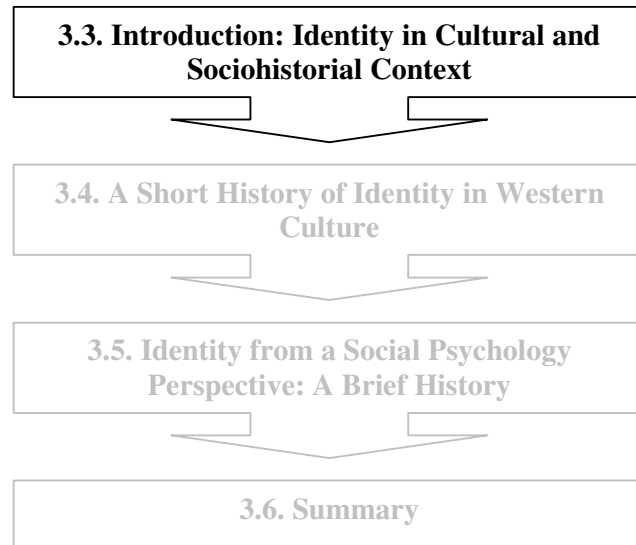 3.3. Introduction: Identity in Cultural and
Sociohistorial Context
3.4. A Short History of Identity in Western
Culture
3.5. Identity from a Social Psychology
Perspective: A Brief History
3.6. Summary